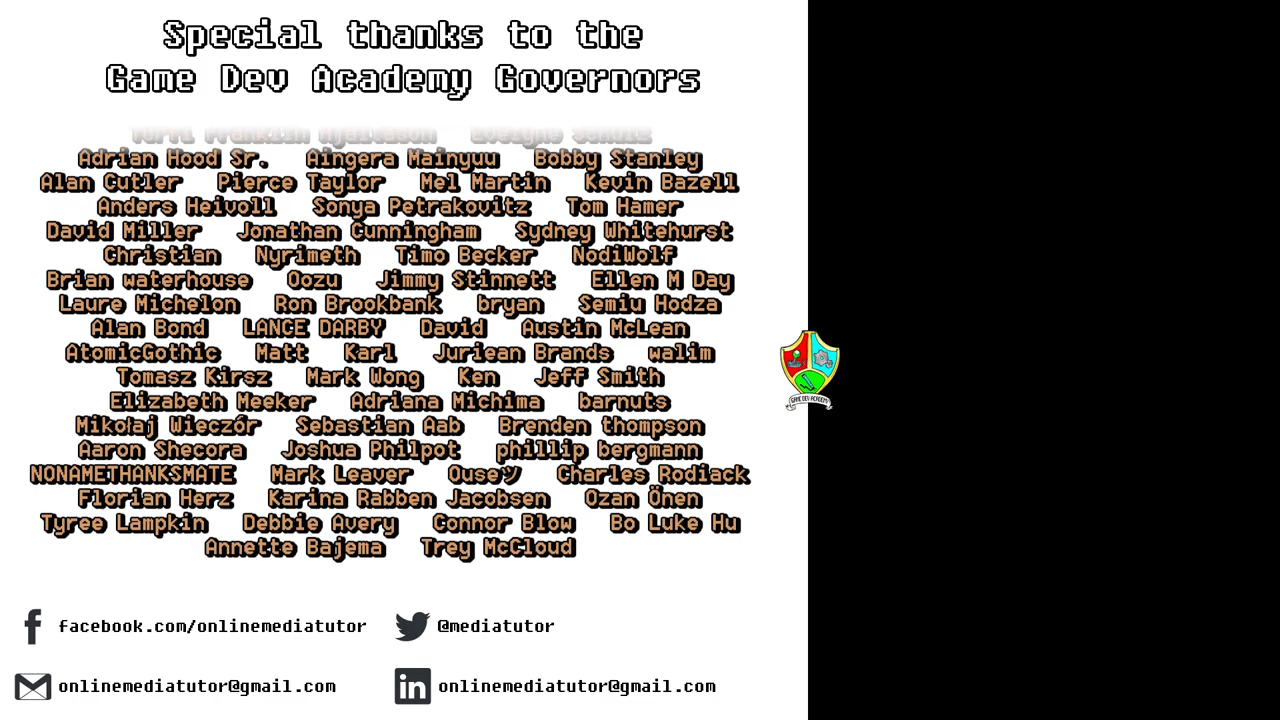 Special thanks to the
Game Dev Academy Governors
Adrian Hood Sr. Aingera Mainyuu Bobby Stanley
Alan Cutler Pierce Taylor Mel Martin Kevin Bazell
Anders Heivoll Sonya Petrakovitz Tom Hamer
David Miller Jonathan Cunningham Sydney Whitehurst
Christian Nyrimeth Timo Becker NodiWolf
Brian waterhouse Oozu Jimmy Stinnett Ellen M Day
Laure Michelon Ron Brookbank bryan Semiu Hodza
Alan Bond LANCE DARBY David Austin McLean
AtomicGothic Matt Karl Juriean Brands walim
Tomasz Kirsz Mark Wong Ken Jeff Smith
Elizabeth Meeker Adriana Michima barnuts
Mikołaj Wieczór Sebastian Aab Brenden thompson
Aaron Shecora Joshua Philpot phillip bergmann
NONAMETHANKSMATE Mark Leaver Ouseツ Charles Rodiack
Florian Herz Karina Rabben Jacobsen Ozan Önen
Tyree Lampkin Debbie Avery Connor Blow Bo Luke Hu
Annette Bajema Trey McCloud
GAME DEV ACADEMY
facebook.com/onlinemediatutor @mediatutor
onlinemediatutor@gmail.com onlinemediatutor@gmail.com